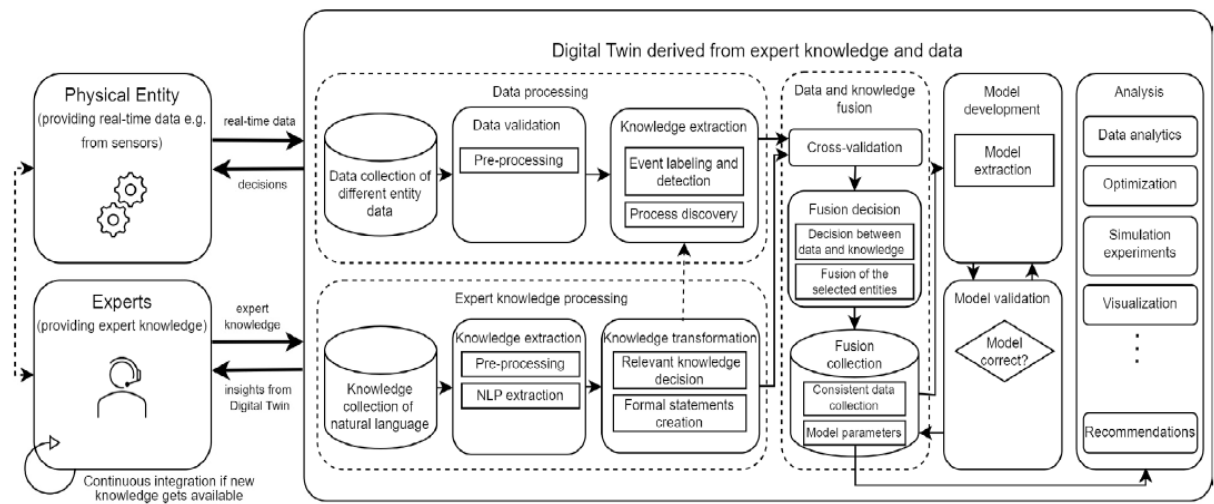 Digital Twin derived from expert knowledge and data
Physical Entity
(providing real-time data e.g.
from sensors)
real-time data
decisions
Experts
(providing expert knowledge)
expert
knowledge
insights from
Digital Twin
Continuous integration if new
knowledge gets available
Data processing
Data collection of
different entity
data
Data validation
Pre-processing
Knowledge extraction
Event labeling and
detection
Process discovery
Expert knowledge processing
Knowledge
collection of
natural language
Knowledge extraction
Pre-processing
NLP extraction
Knowledge transformation
Relevant knowledge
decision
Formal statements
creation
Data and knowledge
fusion
Cross-validation
Fusion decision
Decision between
data and knowledge
Fusion of the
selected entities
Fusion
collection
Consistent data
collection
Model parameters
Model
development
Model
extraction
Model validation
Model
correct?
Analysis
Data analytics
Optimization
Simulation
experiments
Visualization
Recommendations